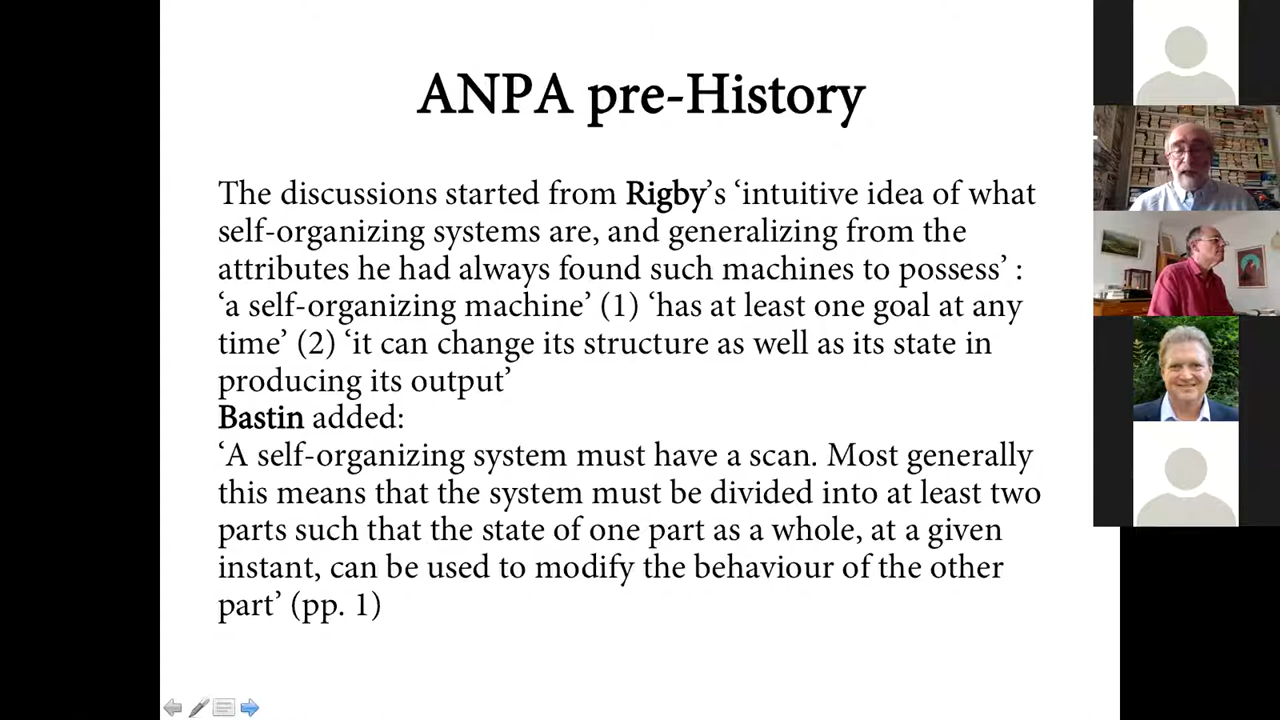 ANPA pre-History
The discussions started from Rigby's 'intuitive idea of what
self-organizing systems are, and generalizing from the
attributes he had always found such machines to possess' :
'a self-organizing machine' (1) 'has at least one goal at any
time' (2) 'it can change its structure as well as its state in
producing its output'
Bastin added:
'A self-organizing system must have a scan. Most generally
this means that the system must be divided into at least two
parts such that the state of one part as a whole, at a given
instant, can be used to modify the behaviour of the other
part' (pp. 1)